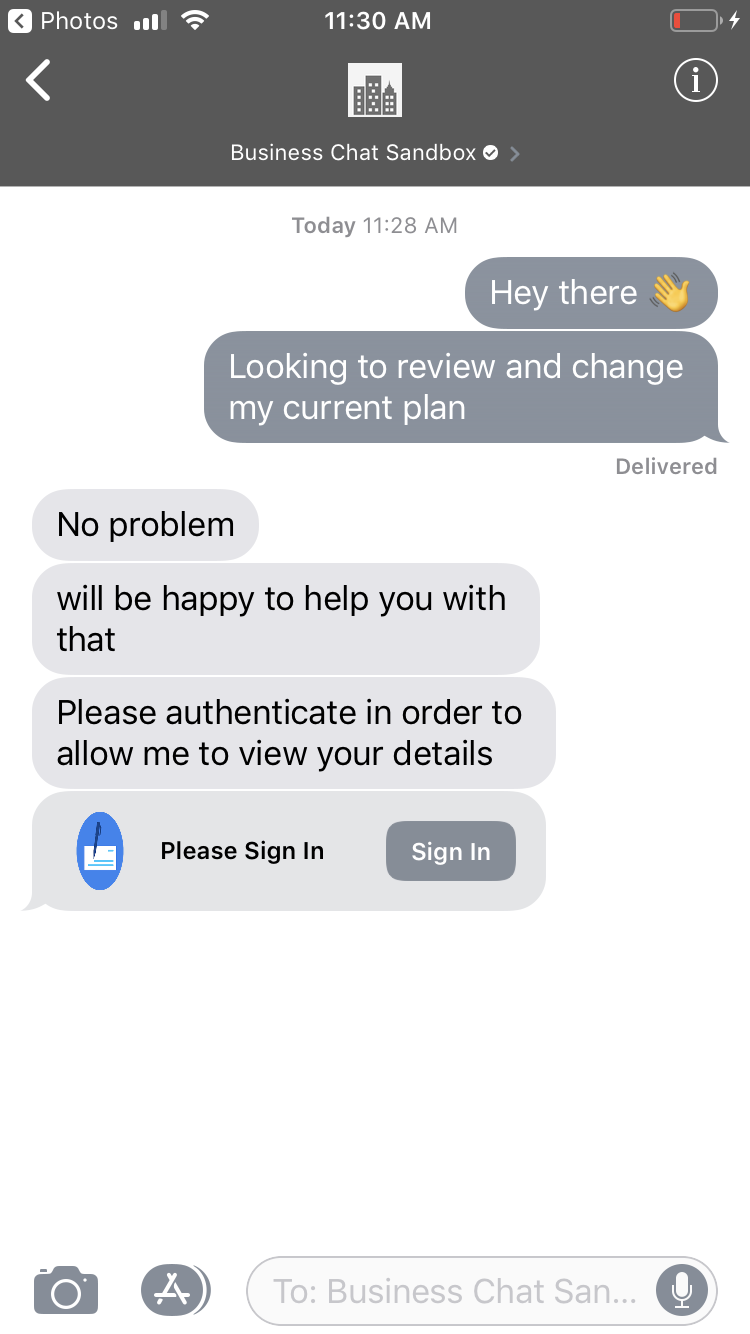 Photos 11:30 AM
Business Chat Sandbox
Today 11:28 AM
Hey there 👋
Looking to review and change
my current plan
Delivered
No problem
will be happy to help you with
that
Please authenticate in order to
allow me to view your details
Please Sign In Sign In
To: Business Chat San...